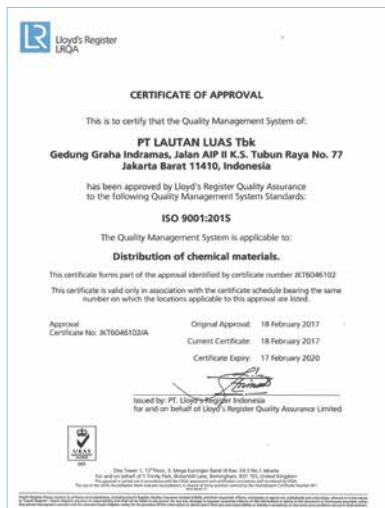 LR
Lloyd's Register
LRQA
CERTIFICATE OF APPROVAL
This is to certify that the Quality Management System of:
PT LAUTAN LUAS Tbk
Gedung Graha Indramas, Jalan AIP II K.S. Tubun Raya No. 77
Jakarta Barat 11410, Indonesia
has been approved by Lloyd's Register Quality Assurance
to the following Quality Management System Standards:
ISO 9001:2015
The Quality Management System is applicable to:
Distribution of chemical materials.
This certificate forms part of the approval identified by certificate number JKT6046102
This certificate is valid only in association with the certificate schedule bearing the same
number on which the locations applicable to this approval are listed.
Approval
Certificate No: JKT6046102/A
Original Approval: 18 February 2017
Current Certificate: 18 February 2017
Certificate Expiry: 17 February 2020
Issued by: PT. Lloyd's Register Indonesia
for and on behalf of Lloyd's Register Quality Assurance Limited
UKAS